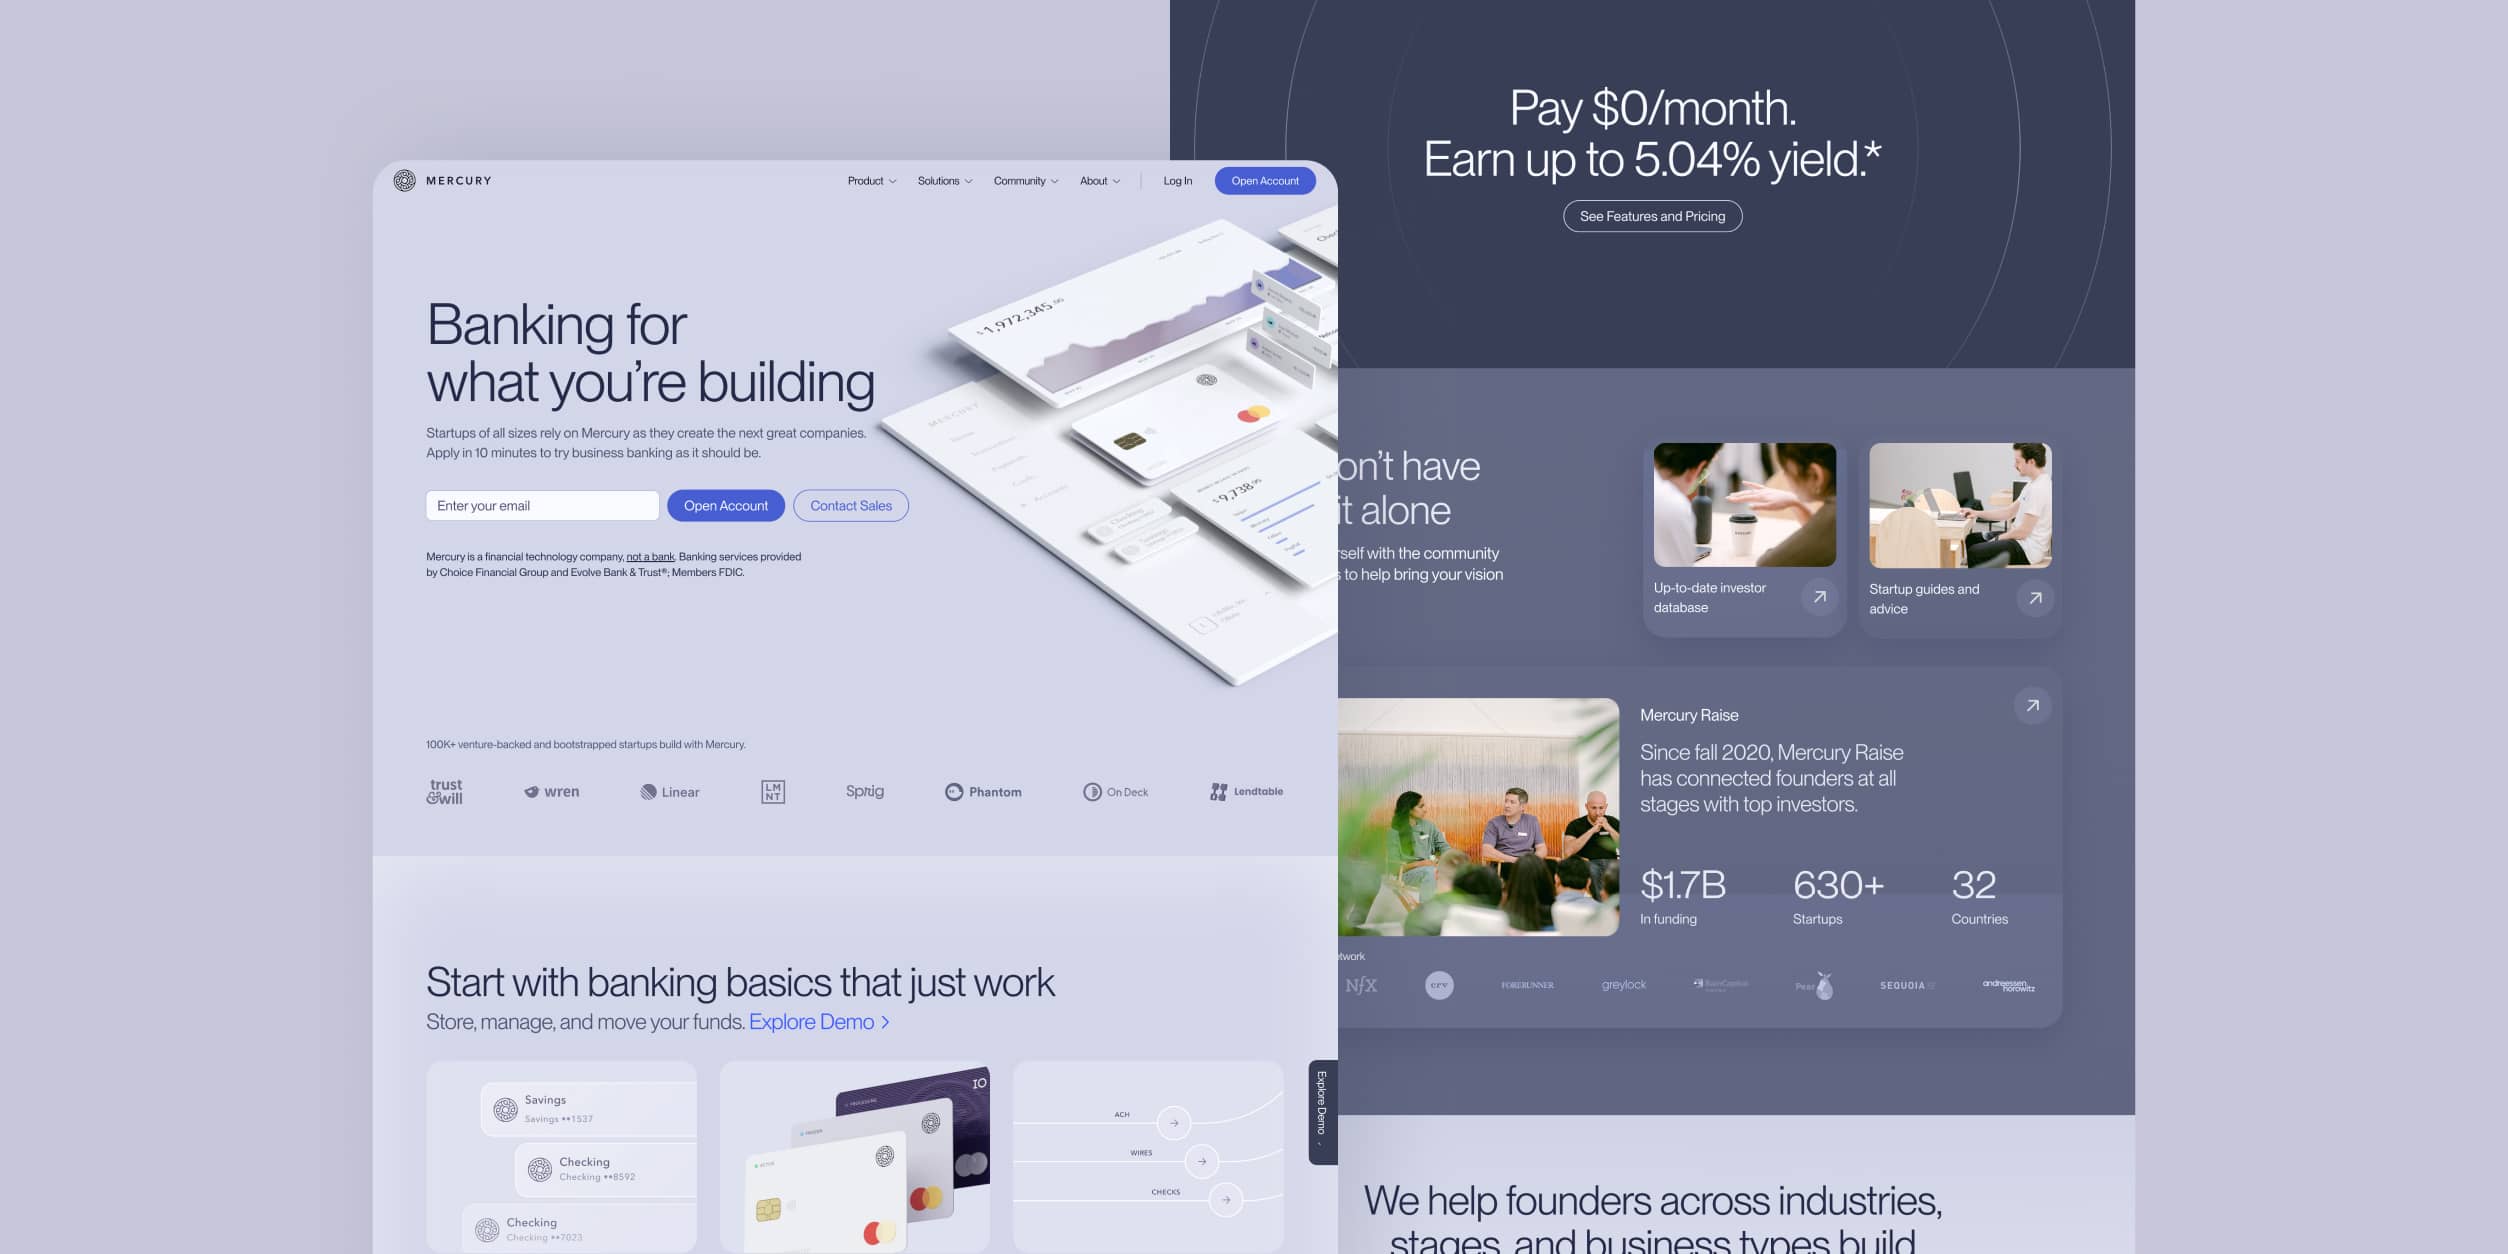 MERCURY
Product
Solutions
Community
About
Log In
Open Account
Banking for
what you’re building
Startups of all sizes rely on Mercury as they create the next great companies.
Apply in 10 minutes to try business banking as it should be.
Enter your email
Open Account
Contact Sales
Mercury is a financial technology company, not a bank. Banking services provided
by Choice Financial Group and Evolve Bank & Trust®; Members FDIC.
$1,972,345
MERCURY
$9,738
Checking
Savings
100K+ venture-backed and bootstrapped startups build with Mercury.
trust
&will
wren
Linear
LM
NT
Sprig
Phantom
On Deck
Lendtable
Start with banking basics that just work
Store, manage, and move your funds. Explore Demo
Savings
Savings ••1537
Checking
Checking ••8592
Checking
Checking ••7023
IO
FROZEN
ACTIVE
ACH
WIRES
CHECKS
Explore Demo
Pay $0/month.
Earn up to 5.04% yield.*
See Features and Pricing
on’t have
it alone
rself with the community
s to help bring your vision
Up-to-date investor
database
Startup guides and
advice
Mercury Raise
Since fall 2020, Mercury Raise
has connected founders at all
stages with top investors.
$1.7B
In funding
630+
Startups
32
Countries
etwork
NfX
crv
FORERUNNER
greylock
BainCapital
Pear
SEQUOIA
andreessen
horowitz
We help founders across industries,
stages, and business types build